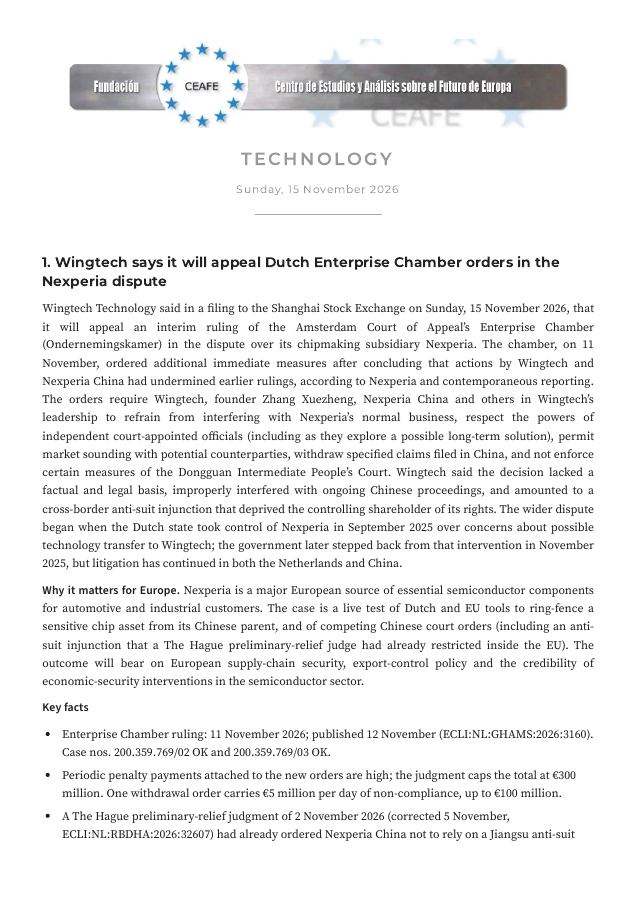 Fundación
CEAFE
Centro de Estudios y Análisis sobre el Futuro de Europa
CEAFE
TECHNOLOGY
Sunday, 15 November 2026
1. Wingtech says it will appeal Dutch Enterprise Chamber orders in the
Nexperia dispute
Wingtech Technology said in a filing to the Shanghai Stock Exchange on Sunday, 15 November 2026, that
it will appeal an interim ruling of the Amsterdam Court of Appeal’s Enterprise Chamber
(Ondernemingskamer) in the dispute over its chipmaking subsidiary Nexperia. The chamber, on 11
November, ordered additional immediate measures after concluding that actions by Wingtech and
Nexperia China had undermined earlier rulings, according to Nexperia and contemporaneous reporting.
The orders require Wingtech, founder Zhang Xuezheng, Nexperia China and others in Wingtech’s
leadership to refrain from interfering with Nexperia’s normal business, respect the powers of
independent court-appointed officials (including as they explore a possible long-term solution), permit
market sounding with potential counterparties, withdraw specified claims filed in China, and not enforce
certain measures of the Dongguan Intermediate People’s Court. Wingtech said the decision lacked a
factual and legal basis, improperly interfered with ongoing Chinese proceedings, and amounted to a
cross-border anti-suit injunction that deprived the controlling shareholder of its rights. The wider dispute
began when the Dutch state took control of Nexperia in September 2025 over concerns about possible
technology transfer to Wingtech; the government later stepped back from that intervention in November
2025, but litigation has continued in both the Netherlands and China.
Why it matters for Europe. Nexperia is a major European source of essential semiconductor components
for automotive and industrial customers. The case is a live test of Dutch and EU tools to ring-fence a
sensitive chip asset from its Chinese parent, and of competing Chinese court orders (including an anti-
suit injunction that a The Hague preliminary-relief judge had already restricted inside the EU). The
outcome will bear on European supply-chain security, export-control policy and the credibility of
economic-security interventions in the semiconductor sector.
Key facts
• Enterprise Chamber ruling: 11 November 2026; published 12 November (ECLI:NL:GHAMS:2026:3160).
Case nos. 200.359.769/02 OK and 200.359.769/03 OK.
• Periodic penalty payments attached to the new orders are high; the judgment caps the total at €300
million. One withdrawal order carries €5 million per day of non-compliance, up to €100 million.
• A The Hague preliminary-relief judgment of 2 November 2026 (corrected 5 November,
ECLI:NL:RBDHA:2026:32607) had already ordered Nexperia China not to rely on a Jiangsu anti-suit